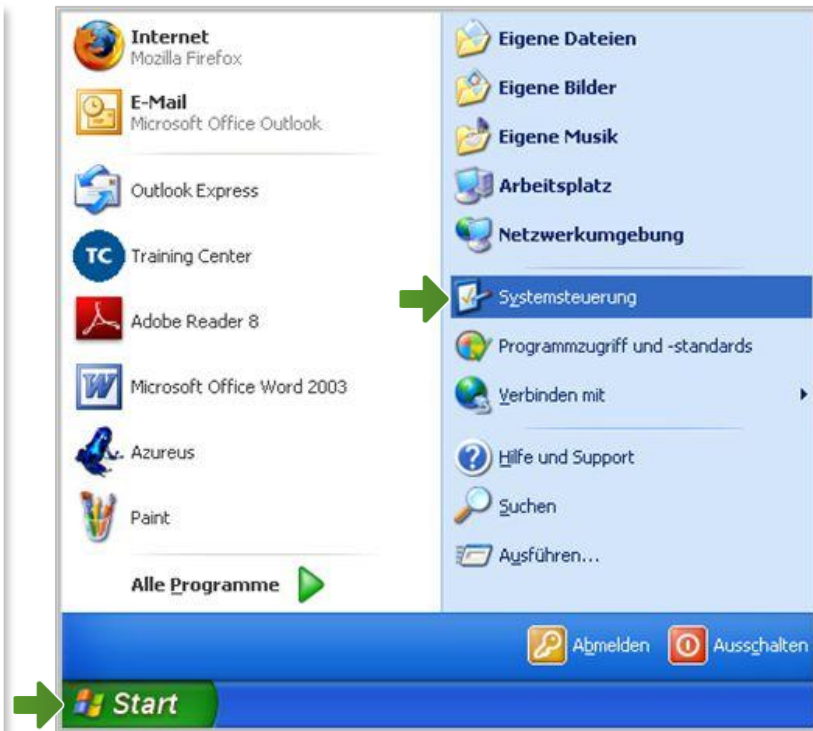 Internet
Mozilla Firefox
E-Mail
Microsoft Office Outlook
Outlook Express
TC
Training Center
Adobe Reader 8
Microsoft Office Word 2003
Azureus
Paint
Alle Programme
Eigene Dateien
Eigene Bilder
Eigene Musik
Arbeitsplatz
Netzwerkumgebung
Systemsteuerung
Programmzugriff und -standards
Verbinden mit
Hilfe und Support
Suchen
Ausführen...
Abmelden
Ausschalten
Start